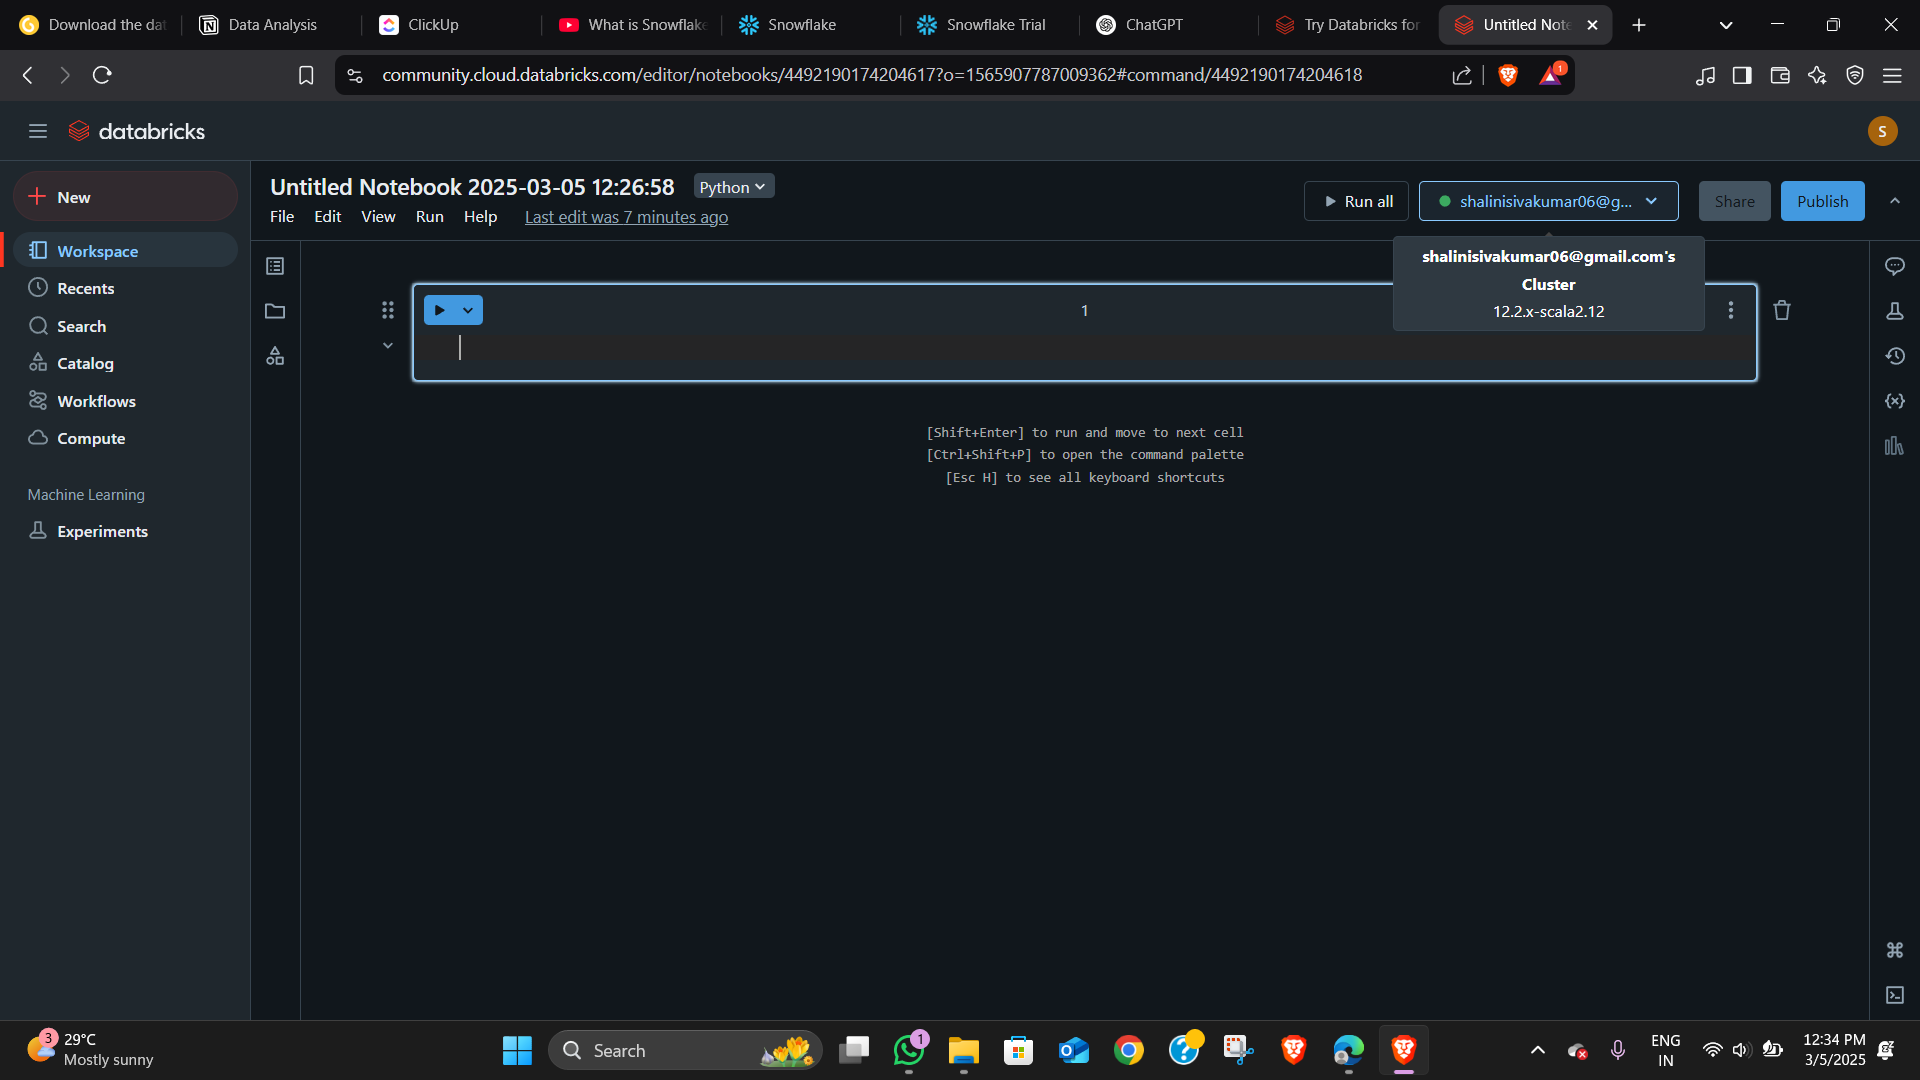 Download the dat
Data Analysis
ClickUp
What is Snowflake
Snowflake
Snowflake Trial
ChatGPT
Try Databricks for
Untitled Note
community.cloud.databricks.com/editor/notebooks/4492190174204617?o=1565907787009362#command/4492190174204618
1
databricks
S
New
Workspace
Recents
Search
Catalog
Workflows
Compute
Machine Learning
Experiments
Untitled Notebook 2025-03-05 12:26:58
Python
File Edit View Run Help Last edit was 7 minutes ago
Run all
shalinisivakumar06@g...
Share
Publish
shalinisivakumar06@gmail.com's
Cluster
12.2.x-scala2.12
1
[Shift+Enter] to run and move to next cell
[Ctrl+Shift+P] to open the command palette
[Esc H] to see all keyboard shortcuts
3
29°C
Mostly sunny
Search
1
ENG
IN
12:34 PM
3/5/2025